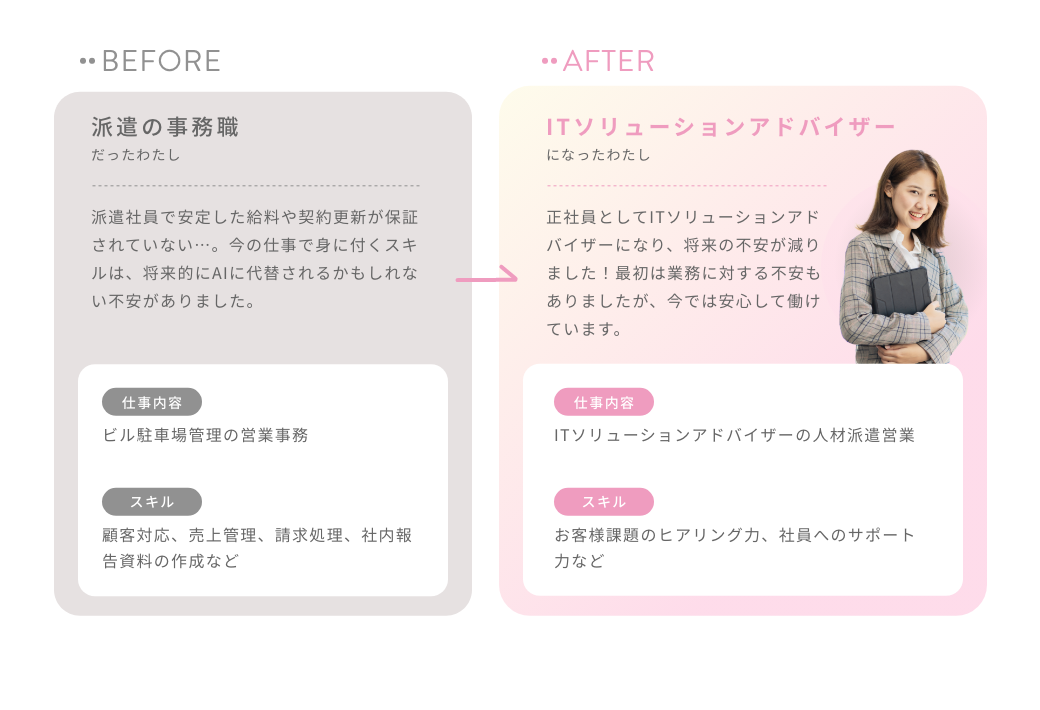 BEFORE
派遣の事務職
だったわたし
派遣社員で安定した給料や契約更新が保証
されていない…。今の仕事で身に付くスキ
ルは、将来的にAIに代替されるかもしれな
い不安がありました。
仕事内容
ビル駐車場管理の営業事務
スキル
顧客対応、売上管理、請求処理、社内報
告資料の作成など
AFTER
ITソリューションアドバイザー
になったわたし
正社員としてITソリューションアド
バイザーになり、将来の不安が減り
ました！最初は業務に対する不安も
ありましたが、今では安心して働け
ています。
仕事内容
ITソリューションアドバイザーの人材派遣営業
スキル
お客様課題のヒアリング力、社員へのサポート
力など